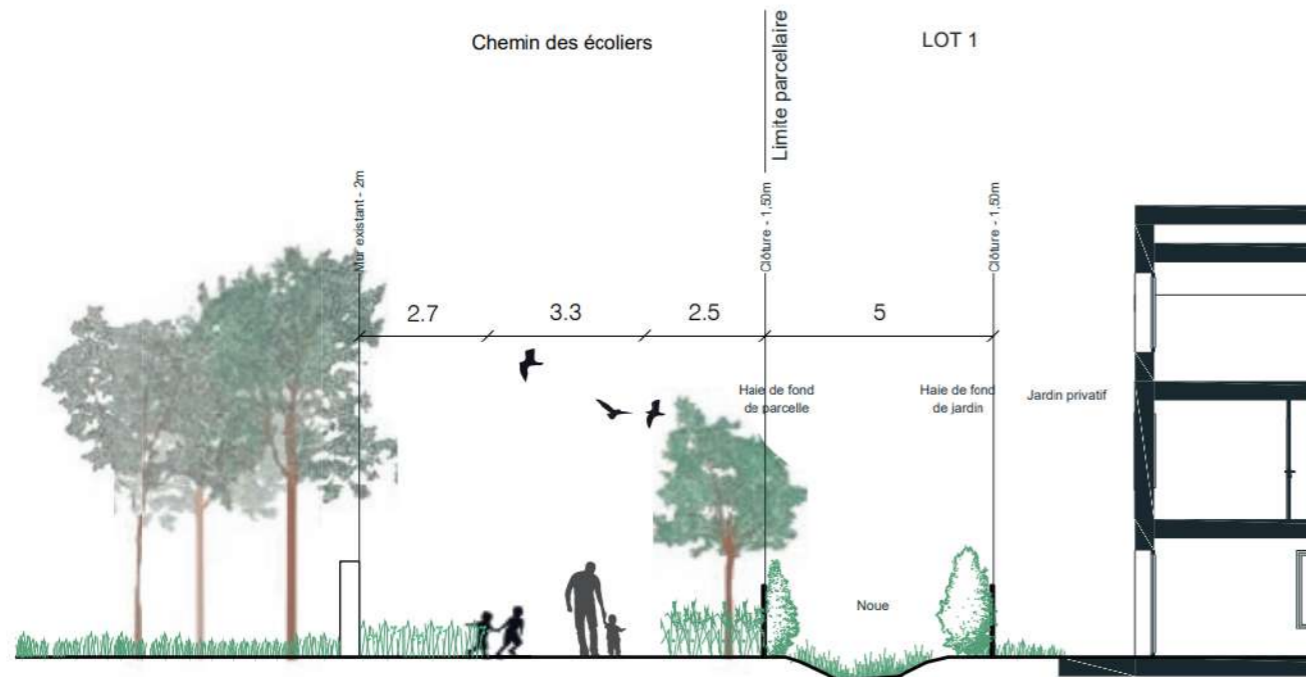 Chemin des écoliers
Limite parcellaire
LOT 1
Mur existant - 2m
Clôture - 1,50m
Clôture - 1,50m
2.7
3.3
2.5
5
Haie de fond
de parcelle
Haie de fond
de jardin
Jardin privatif
Noue